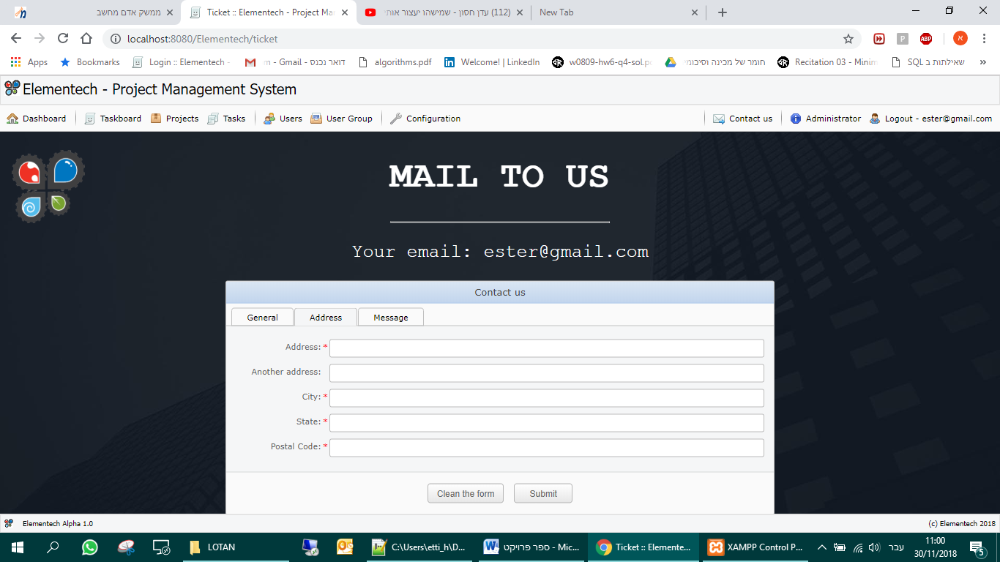 ממשק אדם מחשב
Ticket :: Elementech - Project Ma
(112) עדן חסון - שמישהו יעצור אותי
New Tab
localhost:8080/Elementech/ticket
P ABP א
Apps Bookmarks Login :: Elementech - דואר נכנס - m - Gmail algorithms.pdf Welcome! | LinkedIn w0809-hw6-q4-sol.pd חומר של מכינה וסיכומי Recitation 03 - Minim שאילתות ב SQL »
Elementech - Project Management System
Dashboard Taskboard Projects Tasks Users User Group Configuration Contact us Administrator Logout - ester@gmail.com
MAIL TO US
Your email: ester@gmail.com
Contact us
General Address Message
Address: *
Another address:
City: *
State: *
Postal Code: *
Clean the form Submit
Elementech Alpha 1.0 (c) Elementech 2018
LOTAN C:\Users\etti_h\D... ספר פרויקט - Mic... Ticket :: Elemente... XAMPP Control P... עבר 11:00
30/11/2018 5